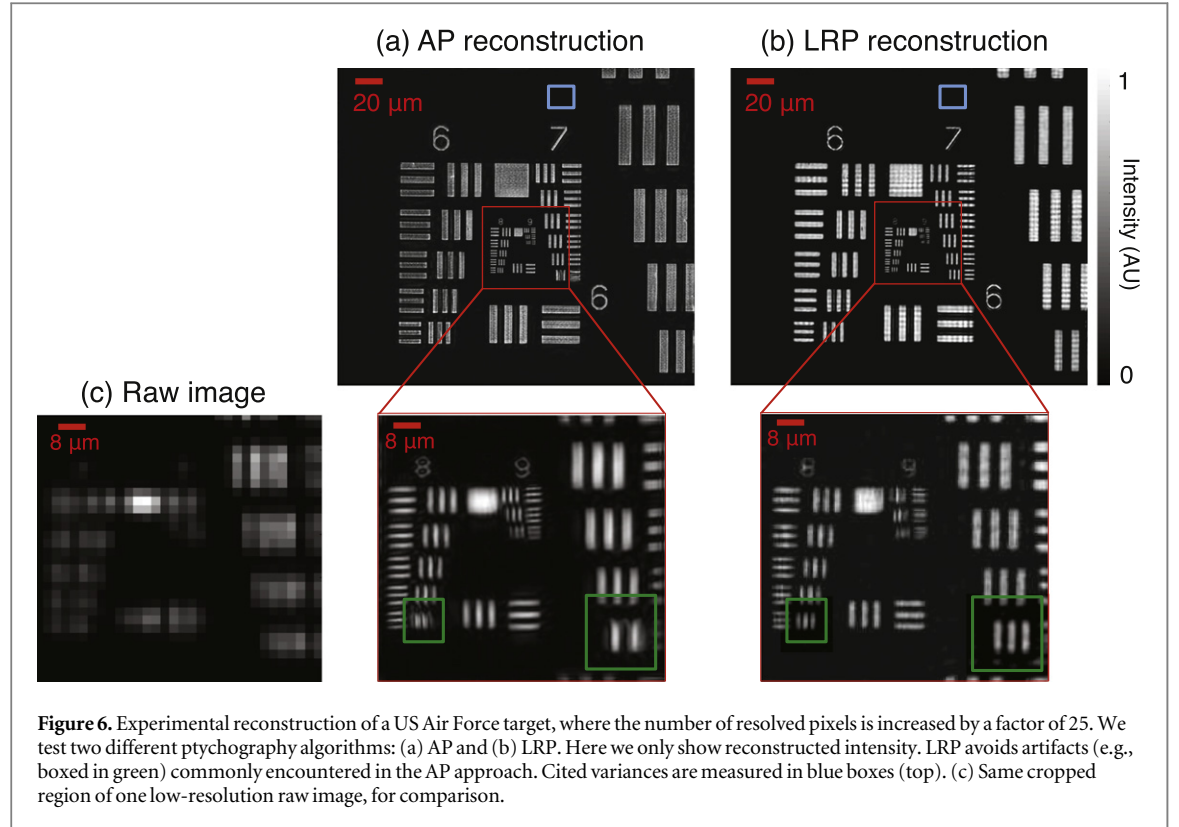 (a) AP reconstruction
(b) LRP reconstruction
20 μm
6
7
6
20 μm
6
7
6
1
Intensity (AU)
0
(c) Raw image
8 μm
8 μm
8
9
8 μm
8
9
Figure 6. Experimental reconstruction of a US Air Force target, where the number of resolved pixels is increased by a factor of 25. We
test two different ptychography algorithms: (a) AP and (b) LRP. Here we only show reconstructed intensity. LRP avoids artifacts (e.g.,
boxed in green) commonly encountered in the AP approach. Cited variances are measured in blue boxes (top). (c) Same cropped
region of one low-resolution raw image, for comparison.